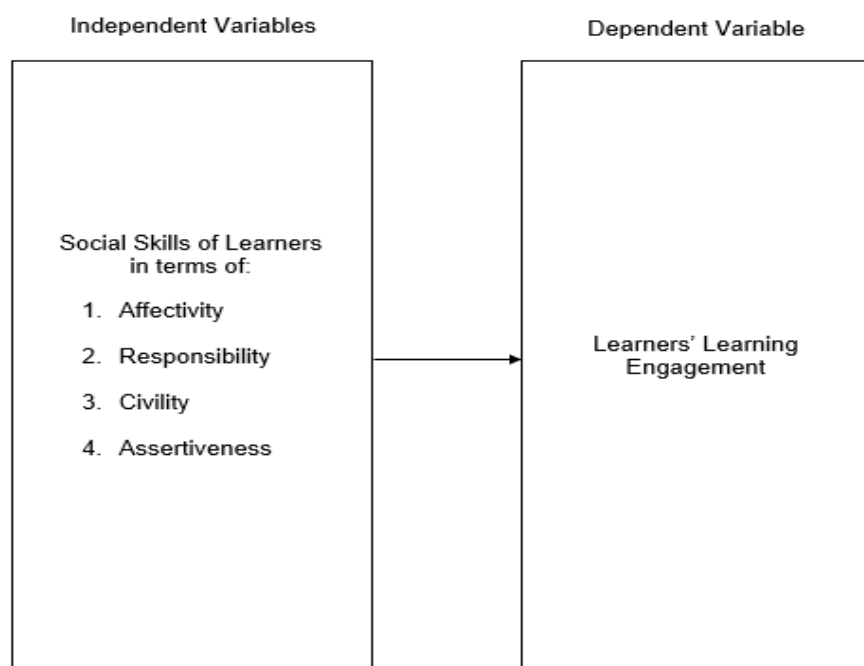 Independent Variables
Dependent Variable
Social Skills of Learners
in terms of:
1. Affectivity
2. Responsibility
3. Civility
4. Assertiveness
Learners’ Learning
Engagement